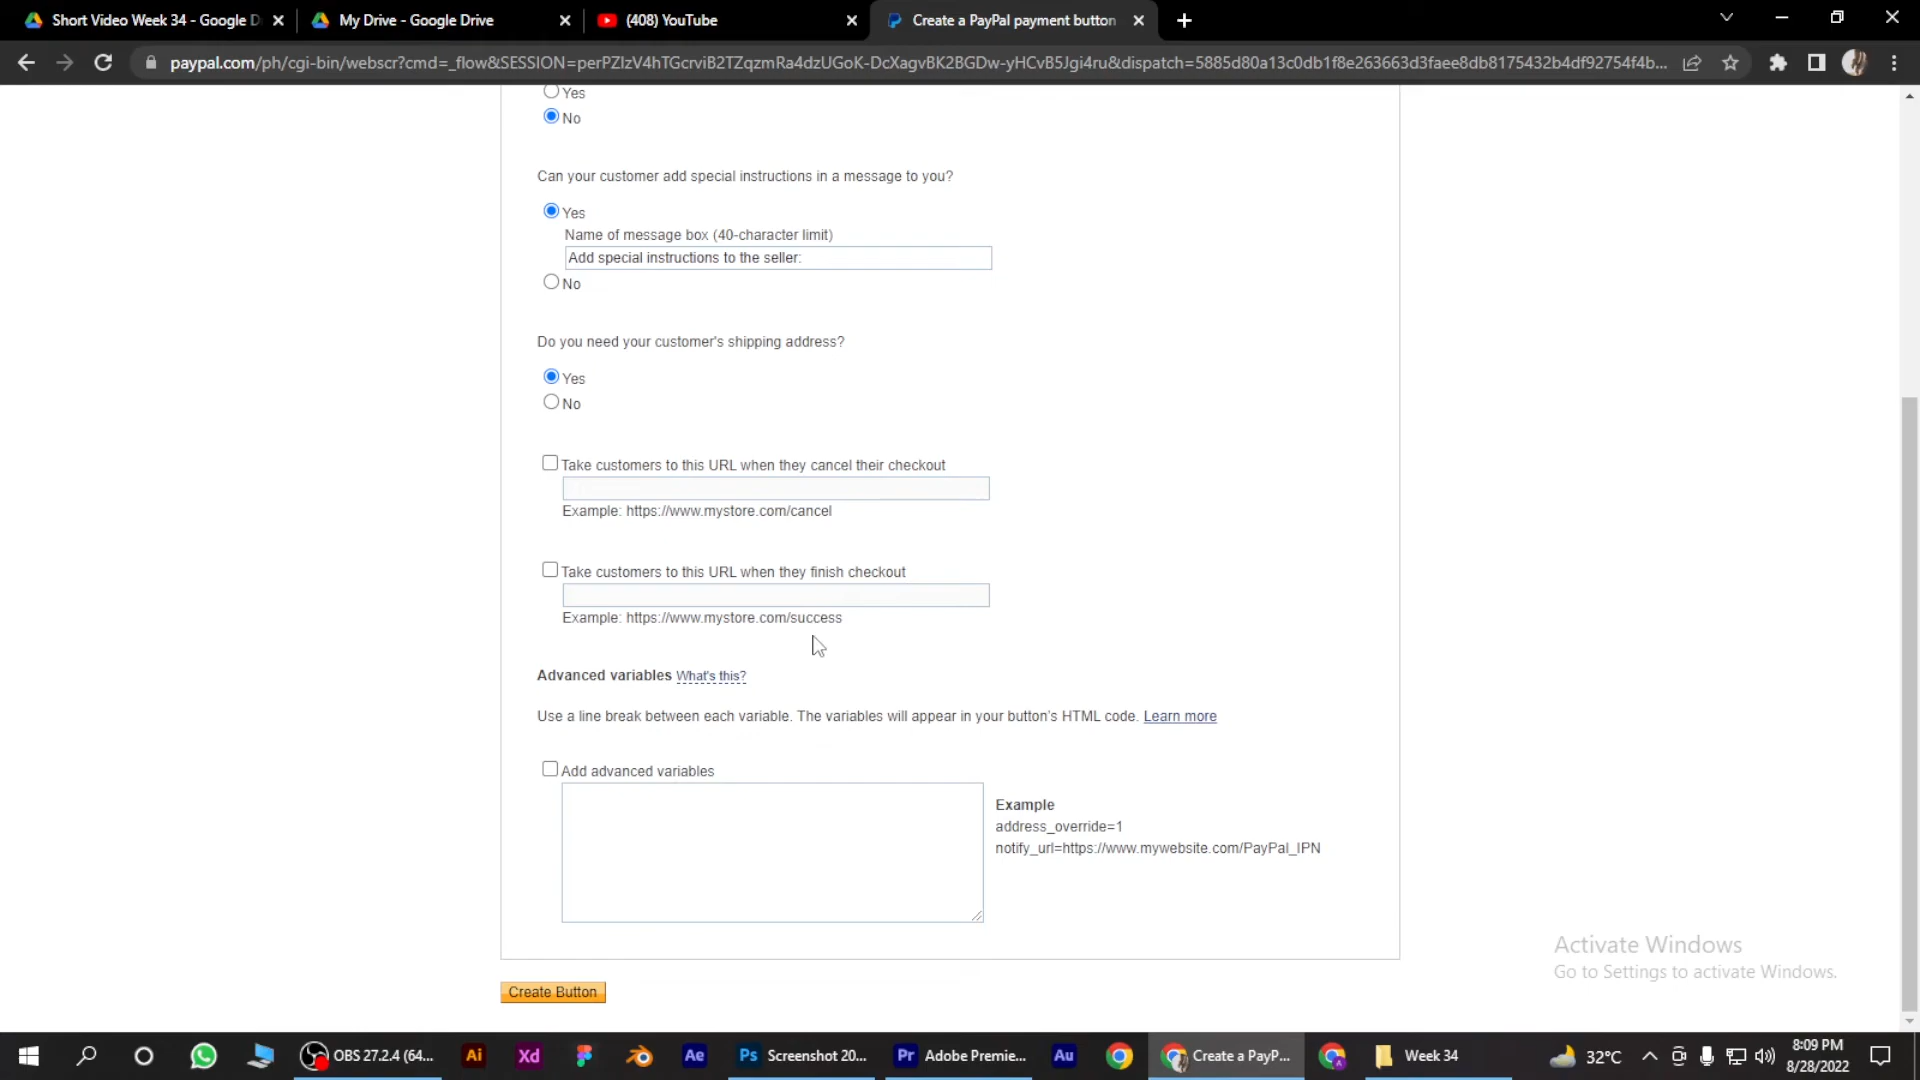 Short Video Week 34 - Google D
My Drive - Google Drive
(408) YouTube
Create a PayPal payment button
paypal.com/ph/cgi-bin/webscr?cmd=_flow&SESSION=perPZIzV4hTGcrviB2TZqzmRa4dzUGoK-DcXagvBK2BGDw-yHCvB5Jgi4ru&dispatch=5885d80a13c0db1f8e263663d3faee8db8175432b4df92754f4b...
Yes
No
Can your customer add special instructions in a message to you?
Yes
Name of message box (40-character limit)
Add special instructions to the seller:
No
Do you need your customer's shipping address?
Yes
No
Take customers to this URL when they cancel their checkout
Example: https://www.mystore.com/cancel
Take customers to this URL when they finish checkout
Example: https://www.mystore.com/success
Advanced variables What's this?
Use a line break between each variable. The variables will appear in your button's HTML code. Learn more
Add advanced variables
Example
address_override=1
notify_url=https://www.mywebsite.com/PayPal_IPN
Activate Windows
Go to Settings to activate Windows.
Create Button
OBS 27.2.4 (64...
Ai
Xd
Ae
Ps
Screenshot 20...
Pr
Adobe Premie...
Au
Create a PayP...
Week 34
32°C
8:09 PM
8/28/2022